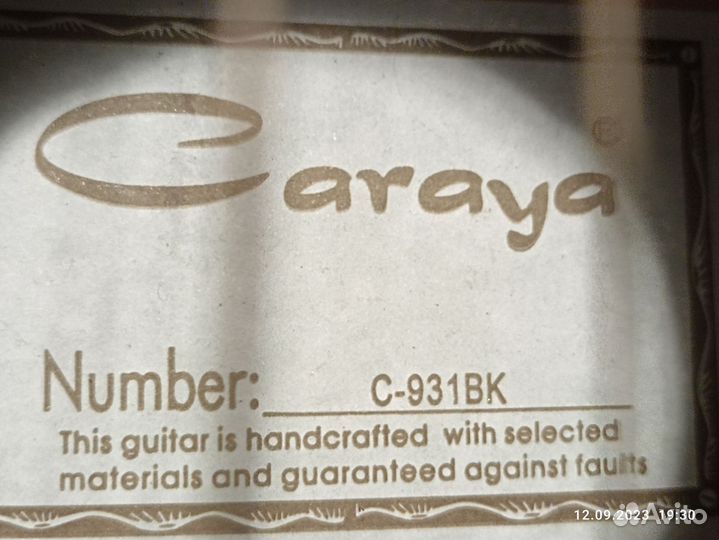 Caraya
Number: C-931BK
This guitar is handcrafted with selected
materials and guaranteed against faults
Avito
12.09.2023 19:30